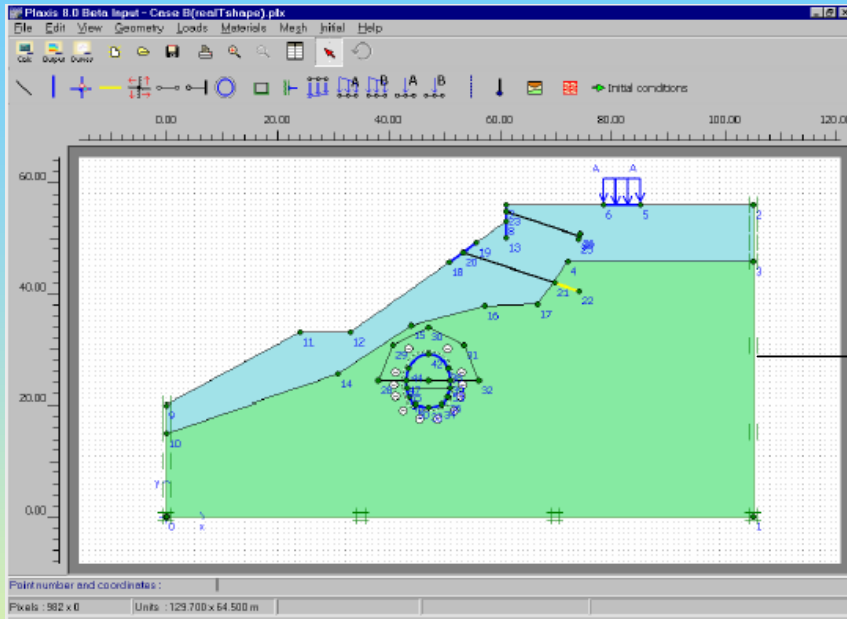 Plaxis 8.0 Beta Input - Case B(realTshape).plx
File Edit View Geometry Loads Materials Mesh Initial Help
Calc Output Curves
A B A B Initial conditions
0.00 20.00 40.00 60.00 80.00 100.00 120.0
60.00
40.00
20.00
0.00
A A
6 5 2
23
8
13
19
20
18
4 3
21 22
16 17
15 30
11 12
29 31
14
42
28 32
9
10
y
x
0 1
Point number and coordinates :
Pixels : 982 x 0 Units : 129.700 x 64.500 m